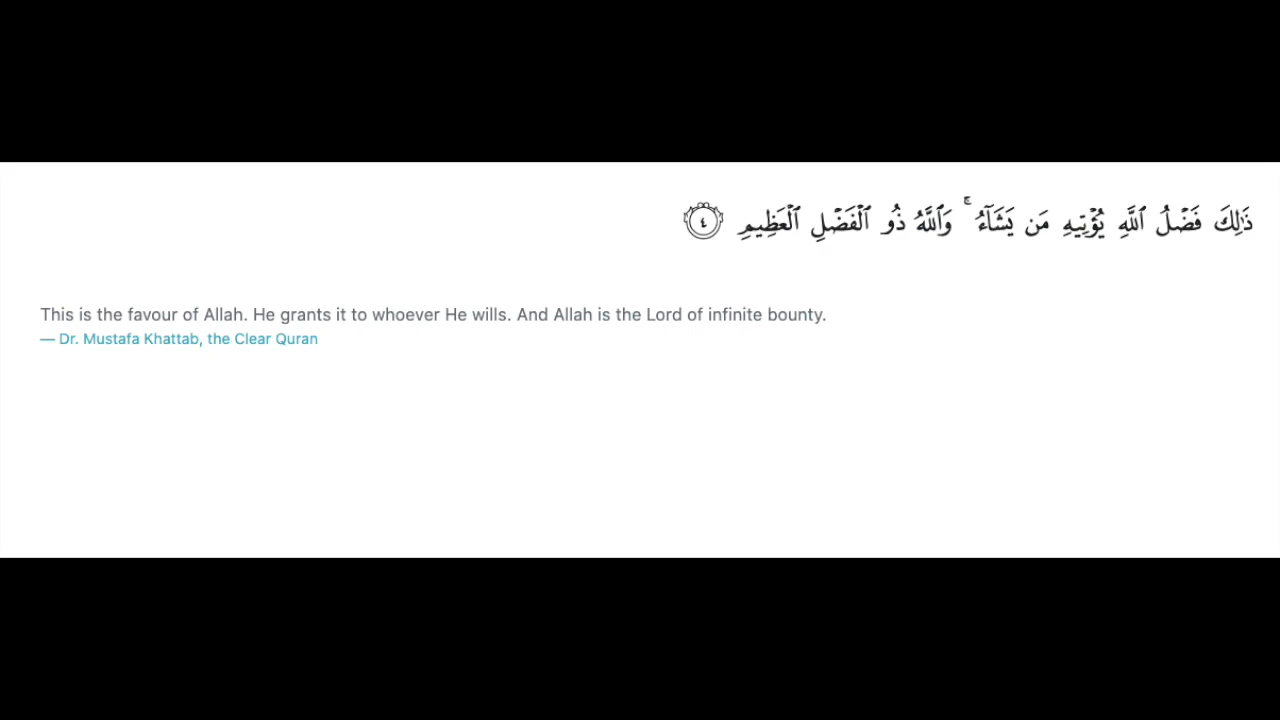 ذَٰلِكَ فَضْلُ ٱللَّهِ يُؤْتِيهِ مَن يَشَآءُ ۚ وَٱللَّهُ ذُو ٱلْفَضْلِ ٱلْعَظِيمِ ٤
This is the favour of Allah. He grants it to whoever He wills. And Allah is the Lord of infinite bounty.
— Dr. Mustafa Khattab, the Clear Quran